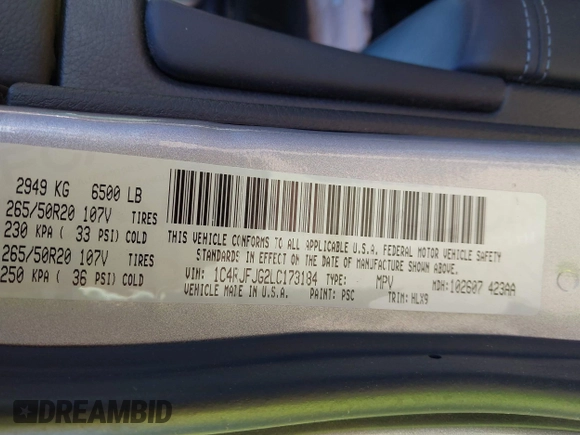 2949 KG 6500 LB
265/50R20 107V TIRES
230 KPA ( 33 PSI) COLD
265/50R20 107V TIRES
250 KPA ( 36 PSI) COLD
THIS VEHICLE CONFORMS TO ALL APPLICABLE U.S.A. FEDERAL MOTOR VEHICLE SAFETY
STANDARDS IN EFFECT ON THE DATE OF MANUFACTURE SHOWN ABOVE.
VIN: 1C4RJFJG2LC173184 TYPE: MPV MDH:102607 423AA
VEHICLE MADE IN U.S.A. PAINT: PSC TRIM: HLX9
DREAMBID